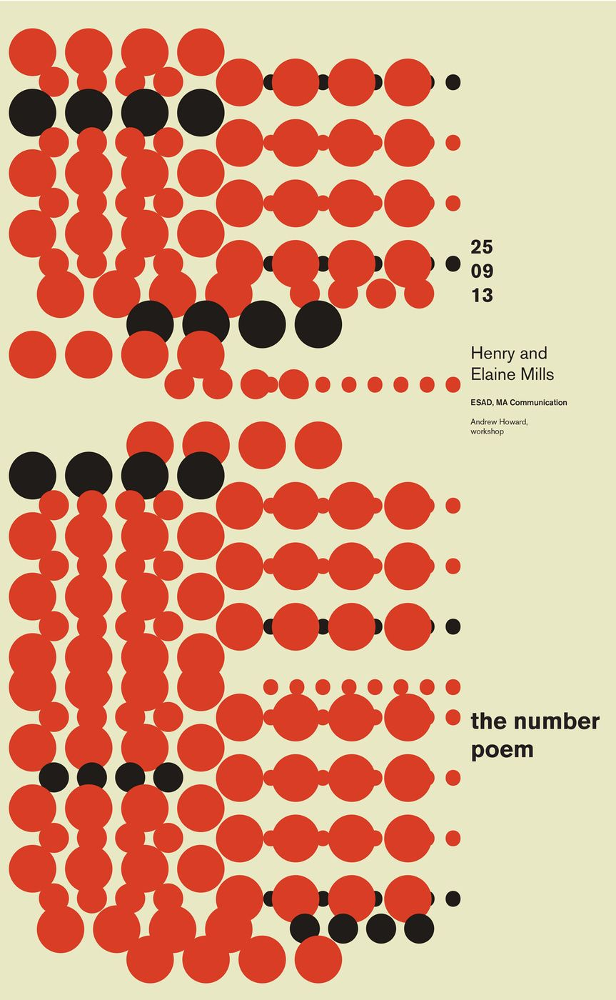 25
09
13
Henry and
Elaine Mills
ESAD, MA Communication
Andrew Howard,
workshop
the number
poem